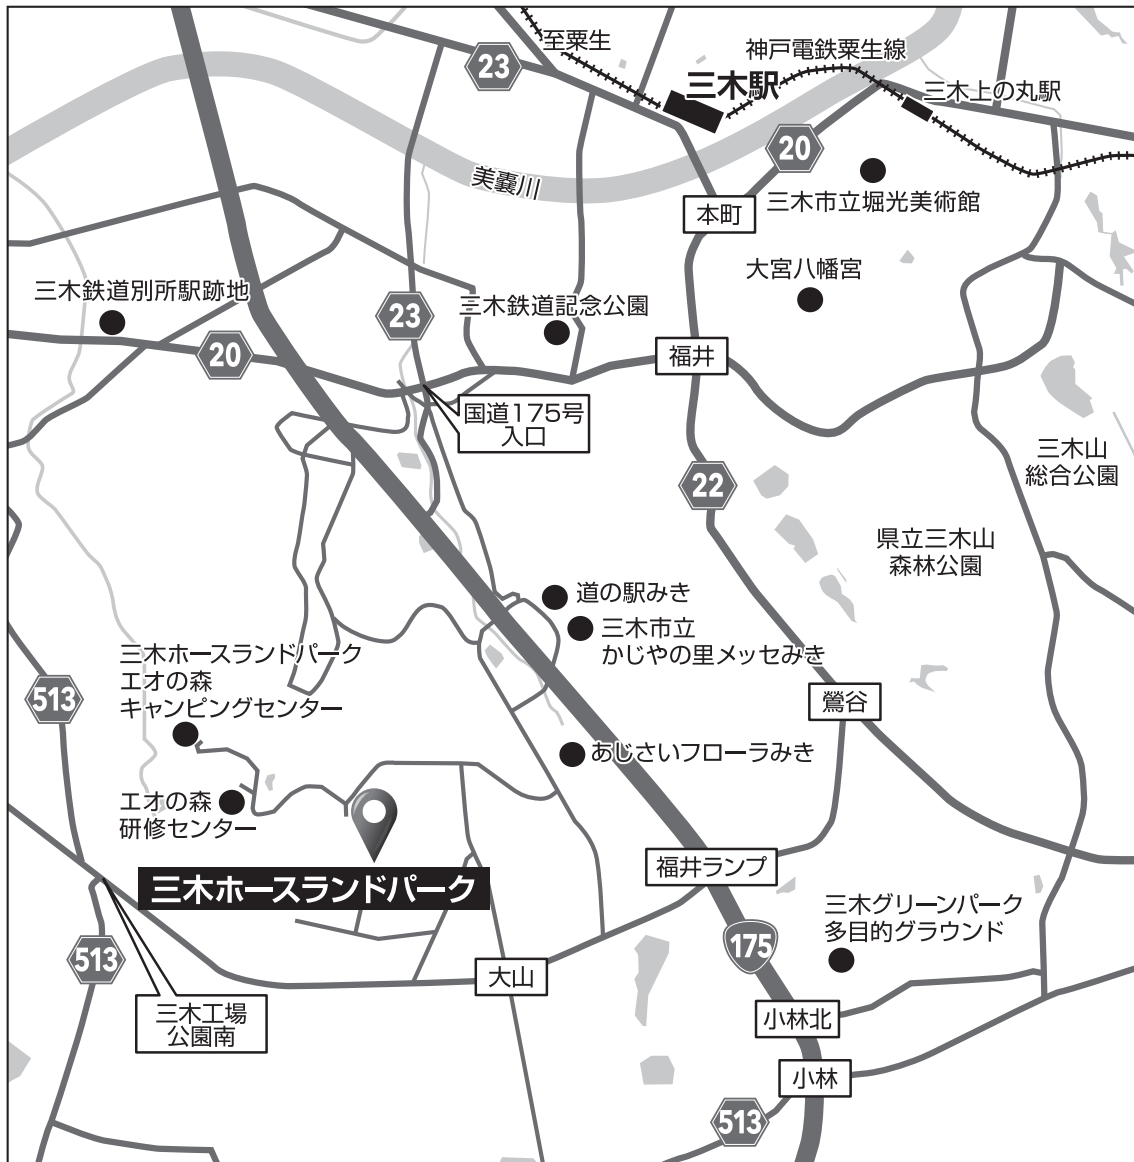 至粟生
神戸電鉄粟生線
23
三木駅
三木上の丸駅
20
美嚢川
本町
三木市立堀光美術館
大宮八幡宮
三木鉄道別所駅跡地
三木鉄道記念公園
23
20
福井
国道175号
入口
三木山
総合公園
22
県立三木山
森林公園
道の駅みき
三木市立
かじやの里メッセみき
三木ホースランドパーク
エオの森
キャンピングセンター
513
鶯谷
あじさいフローラみき
エオの森
研修センター
福井ランプ
三木ホースランドパーク
三木グリーンパーク
多目的グラウンド
175
513
大山
三木工場
公園南
小林北
小林
513